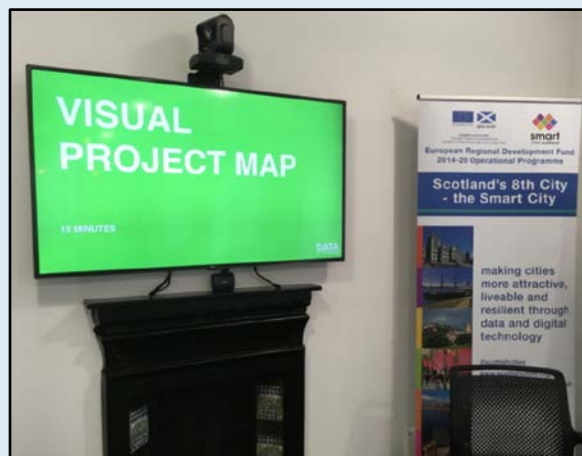 VISUAL
PROJECT MAP
15 MINUTES
DATA
smart
European Regional Development Fund
2014-20 Operational Programme
Scotland's 8th City
- the Smart City
making cities
more attractive,
liveable and
resilient through
data and digital
technology